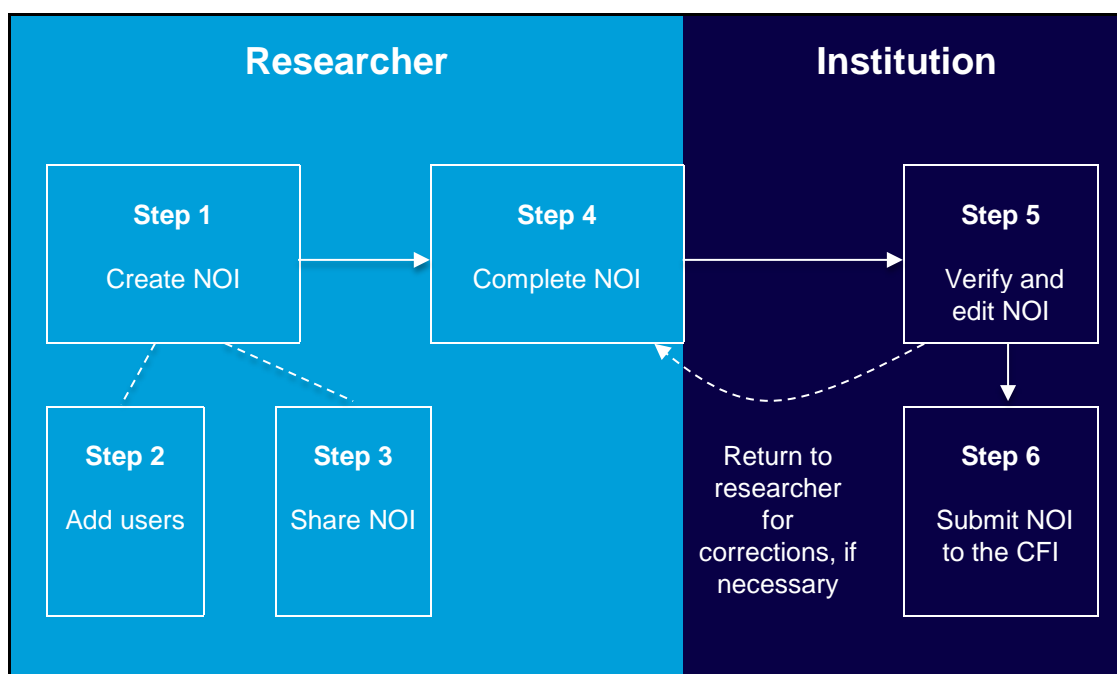 Researcher
Institution
Step 1
Create NOI
Step 4
Complete NOI
Step 5
Verify and
edit NOI
Step 2
Add users
Step 3
Share NOI
Return to
researcher
for
corrections, if
necessary
Step 6
Submit NOI
to the CFI